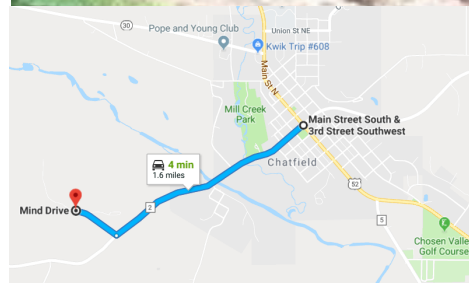 30
Pope and Young Club
Union St NE
Kwik Trip #608
Main St N
Mill Creek
Park
Main Street South &
3rd Street Southwest
Chatfield
4 min
1.6 miles
52
Mind Drive
2
5
Chosen Valle
Golf Course